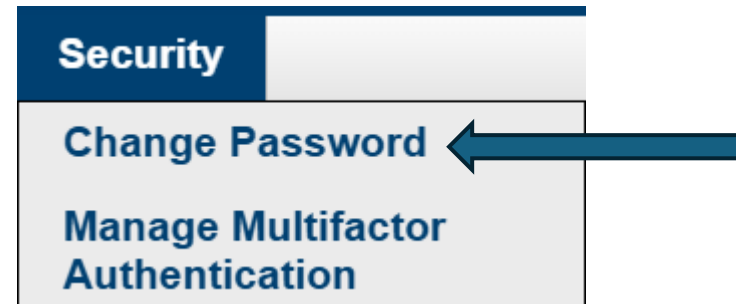 Security
Change Password
Manage Multifactor
Authentication